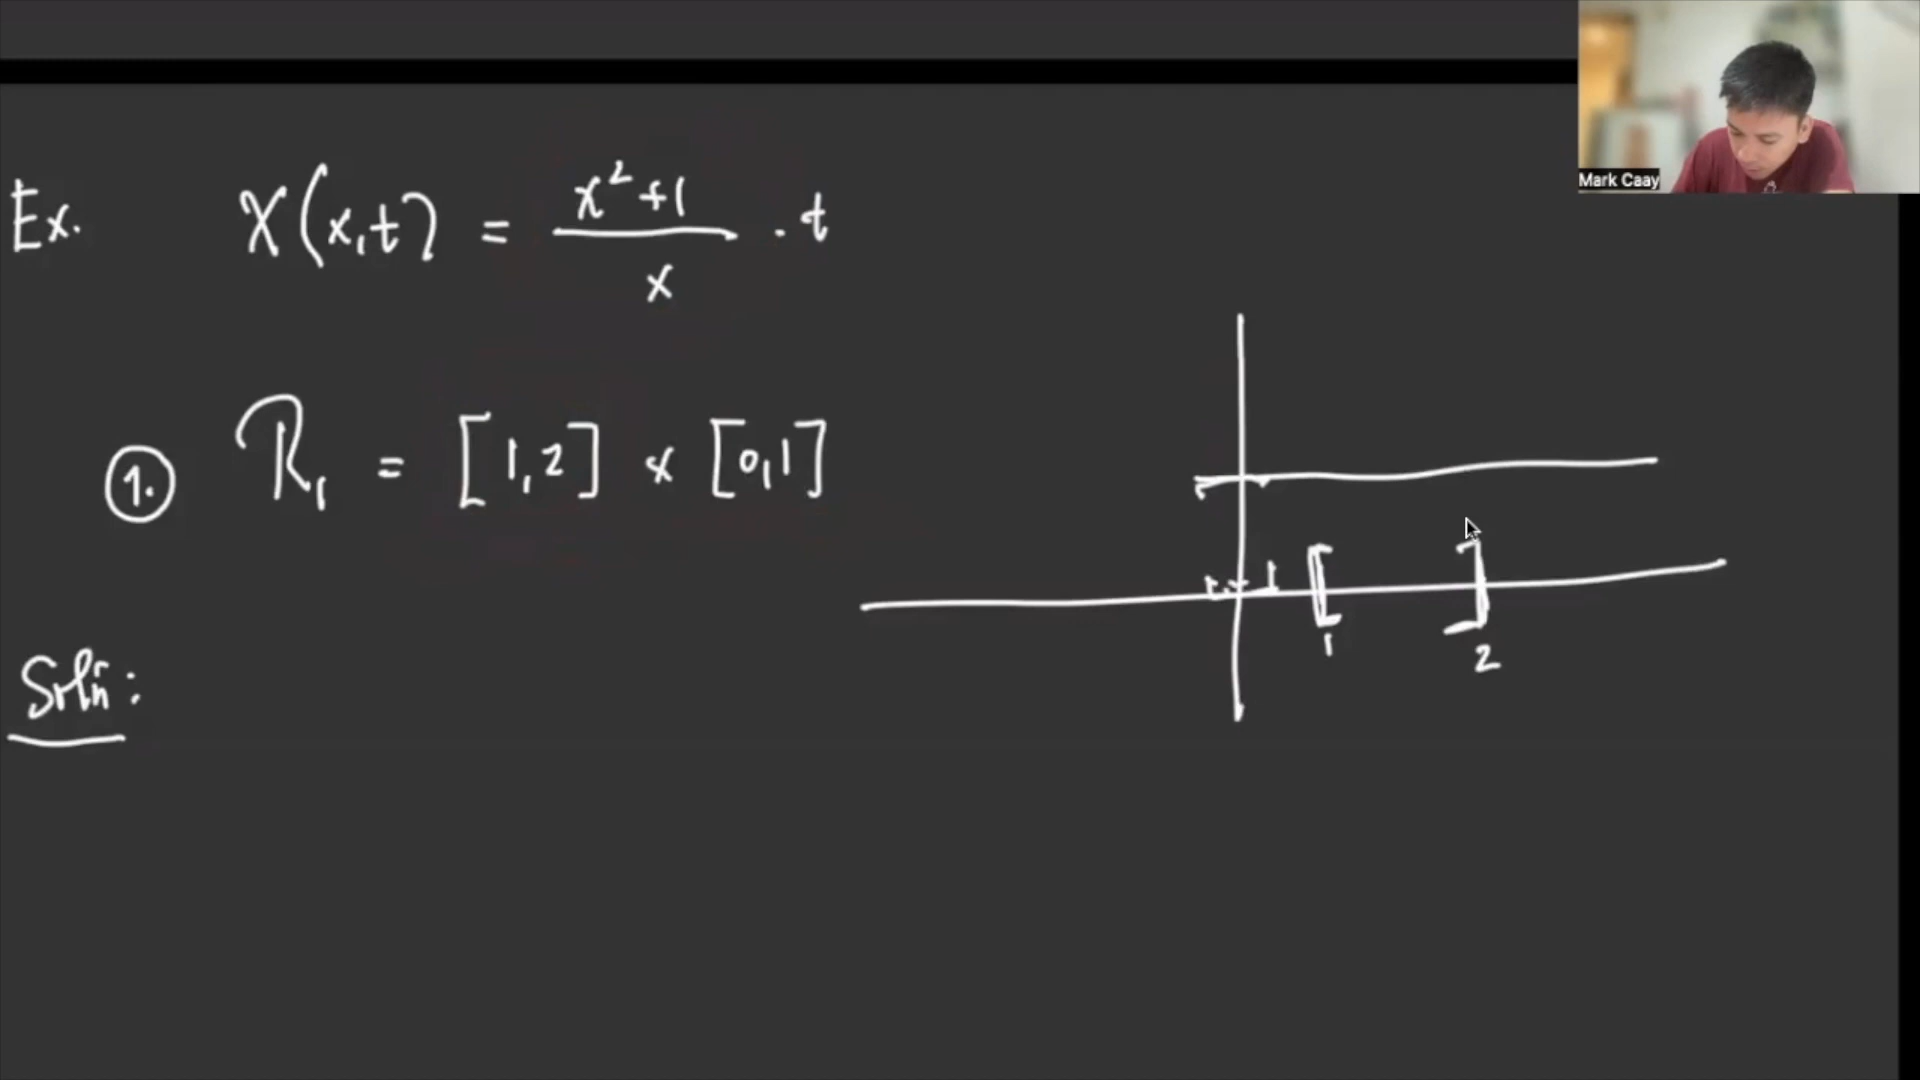 Mark Caay
Ex. X(x,t) = x²+1 / x · t
1. R₁ = [1,2] × [0,1]
1 2
Soln: